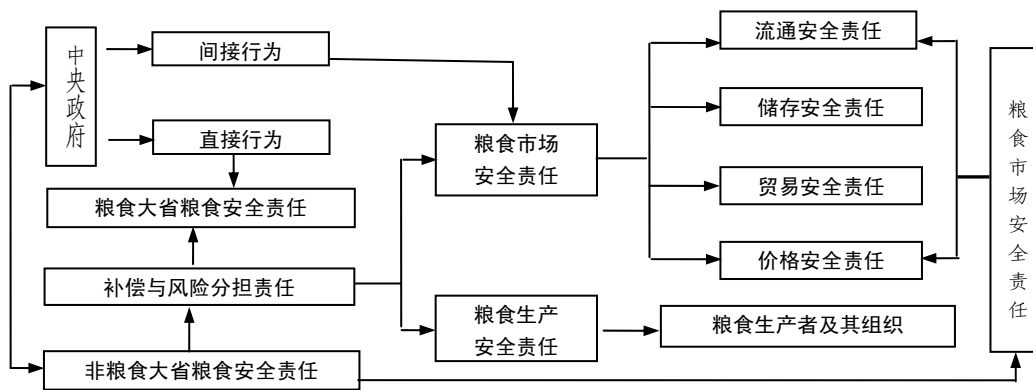 中央政府
间接行为
直接行为
粮食大省粮食安全责任
补偿与风险分担责任
非粮食大省粮食安全责任
粮食市场
安全责任
粮食生产
安全责任
流通安全责任
储存安全责任
贸易安全责任
价格安全责任
粮食生产者及其组织
粮食市场安全责任